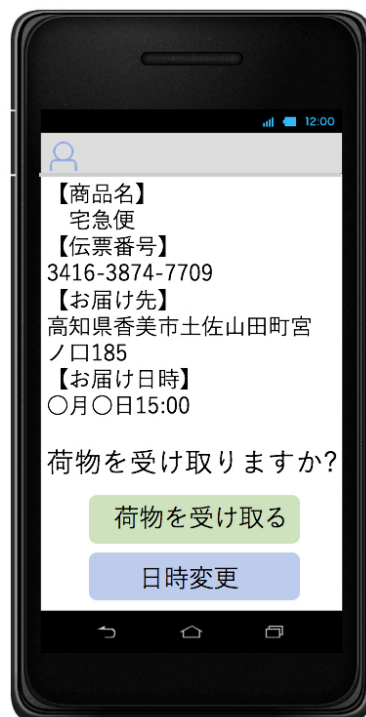 12:00
【商品名】
宅急便
【伝票番号】
3416-3874-7709
【お届け先】
高知県香美市土佐山田町宮
ノ口185
【お届け日時】
〇月〇日15:00
荷物を受け取りますか?
荷物を受け取る
日時変更